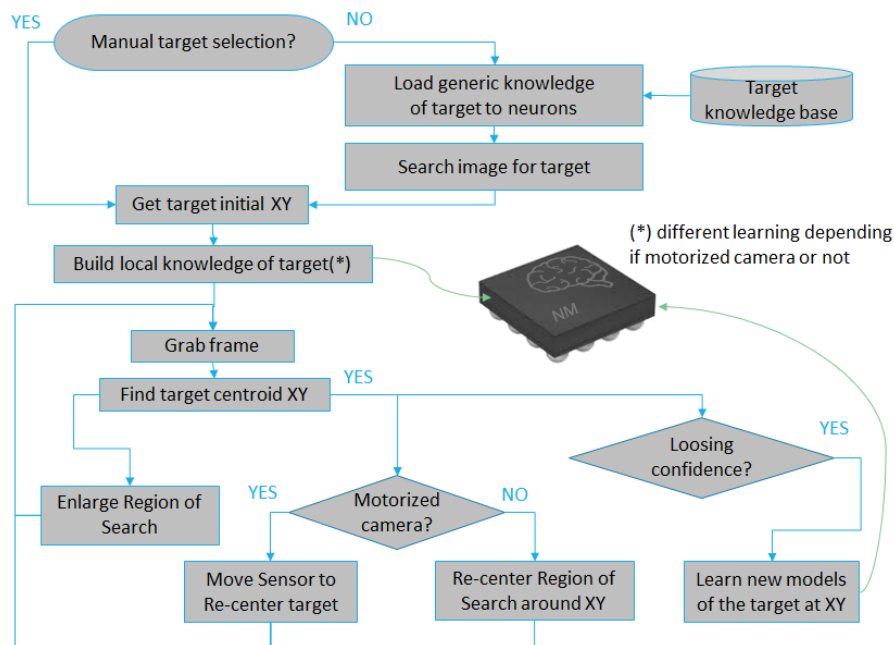 YES
Manual target selection?
NO
Load generic knowledge
of target to neurons
Target
knowledge base
Search image for target
Get target initial XY
(*) different learning depending
if motorized camera or not
Build local knowledge of target(*)
NM
Grab frame
Find target centroid XY
YES
Loosing
confidence?
YES
Enlarge Region of
Search
YES
Motorized
camera?
NO
Move Sensor to
Re-center target
Re-center Region of
Search around XY
Learn new models
of the target at XY